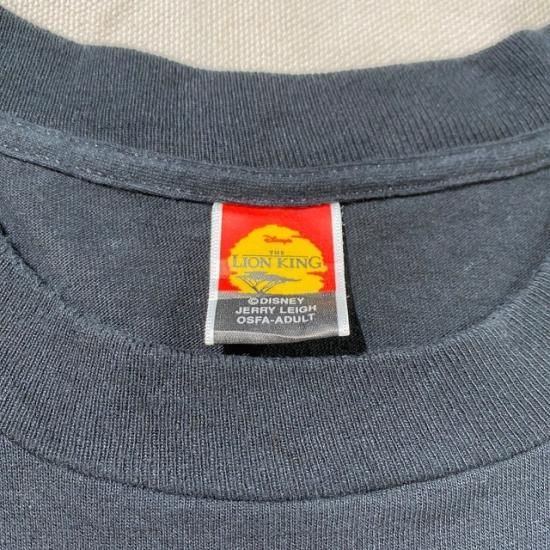 Disney's
THE
LION KING
©DISNEY
JERRY LEIGH
OSFA-ADULT